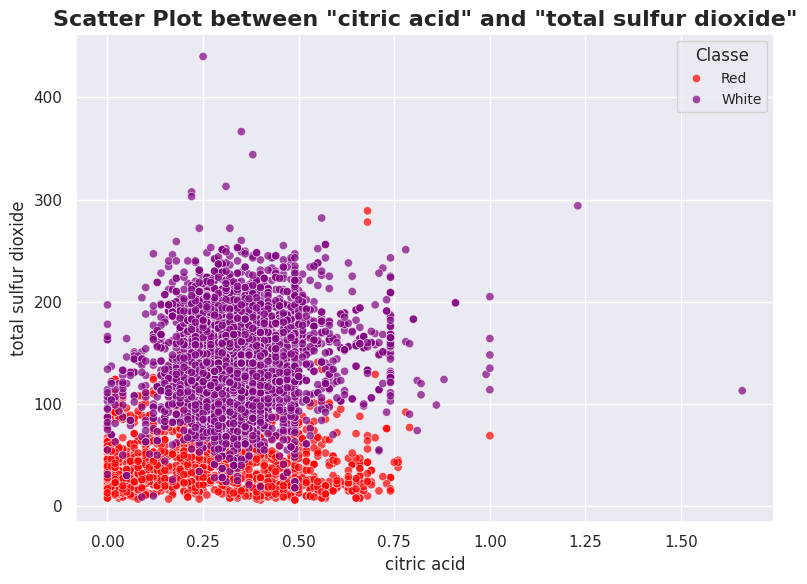 Scatter Plot between "citric acid" and "total sulfur dioxide"
Classe
Red
White
total sulfur dioxide
400
300
200
100
0
0.00 0.25 0.50 0.75 1.00 1.25 1.50
citric acid